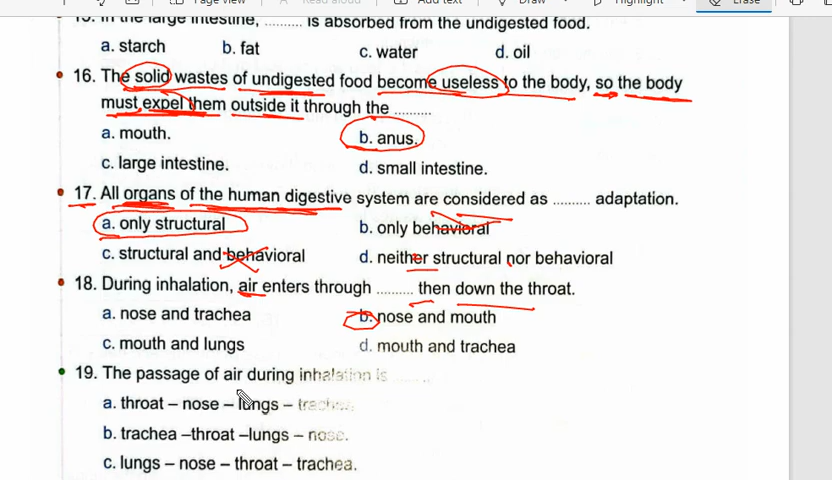 Page view Read aloud Add text Draw Highlight Erase
15. In the large intestine, .......... is absorbed from the undigested food.
a. starch b. fat c. water d. oil
16. The solid wastes of undigested food become useless to the body, so the body
must expel them outside it through the ..........
a. mouth. b. anus.
c. large intestine. d. small intestine.
17. All organs of the human digestive system are considered as .......... adaptation.
a. only structural b. only behavioral
c. structural and behavioral d. neither structural nor behavioral
18. During inhalation, air enters through .......... then down the throat.
a. nose and trachea b. nose and mouth
c. mouth and lungs d. mouth and trachea
19. The passage of air during inhalation is ..........
a. throat – nose – lungs – trachea.
b. trachea –throat –lungs – nose.
c. lungs – nose – throat – trachea.